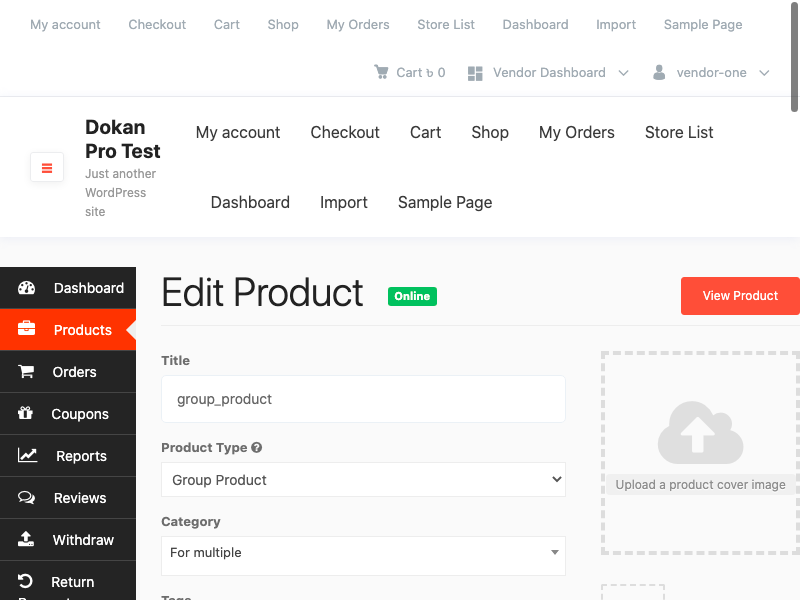 My account Checkout Cart Shop My Orders Store List Dashboard Import Sample Page
Cart ৳ 0 Vendor Dashboard vendor-one
Dokan
Pro Test
Just another
WordPress
site
My account Checkout Cart Shop My Orders Store List
Dashboard Import Sample Page
Dashboard
Products
Orders
Coupons
Reports
Reviews
Withdraw
Return
Edit Product Online
View Product
Title
group_product
Product Type
Group Product
Category
For multiple
Upload a product cover image